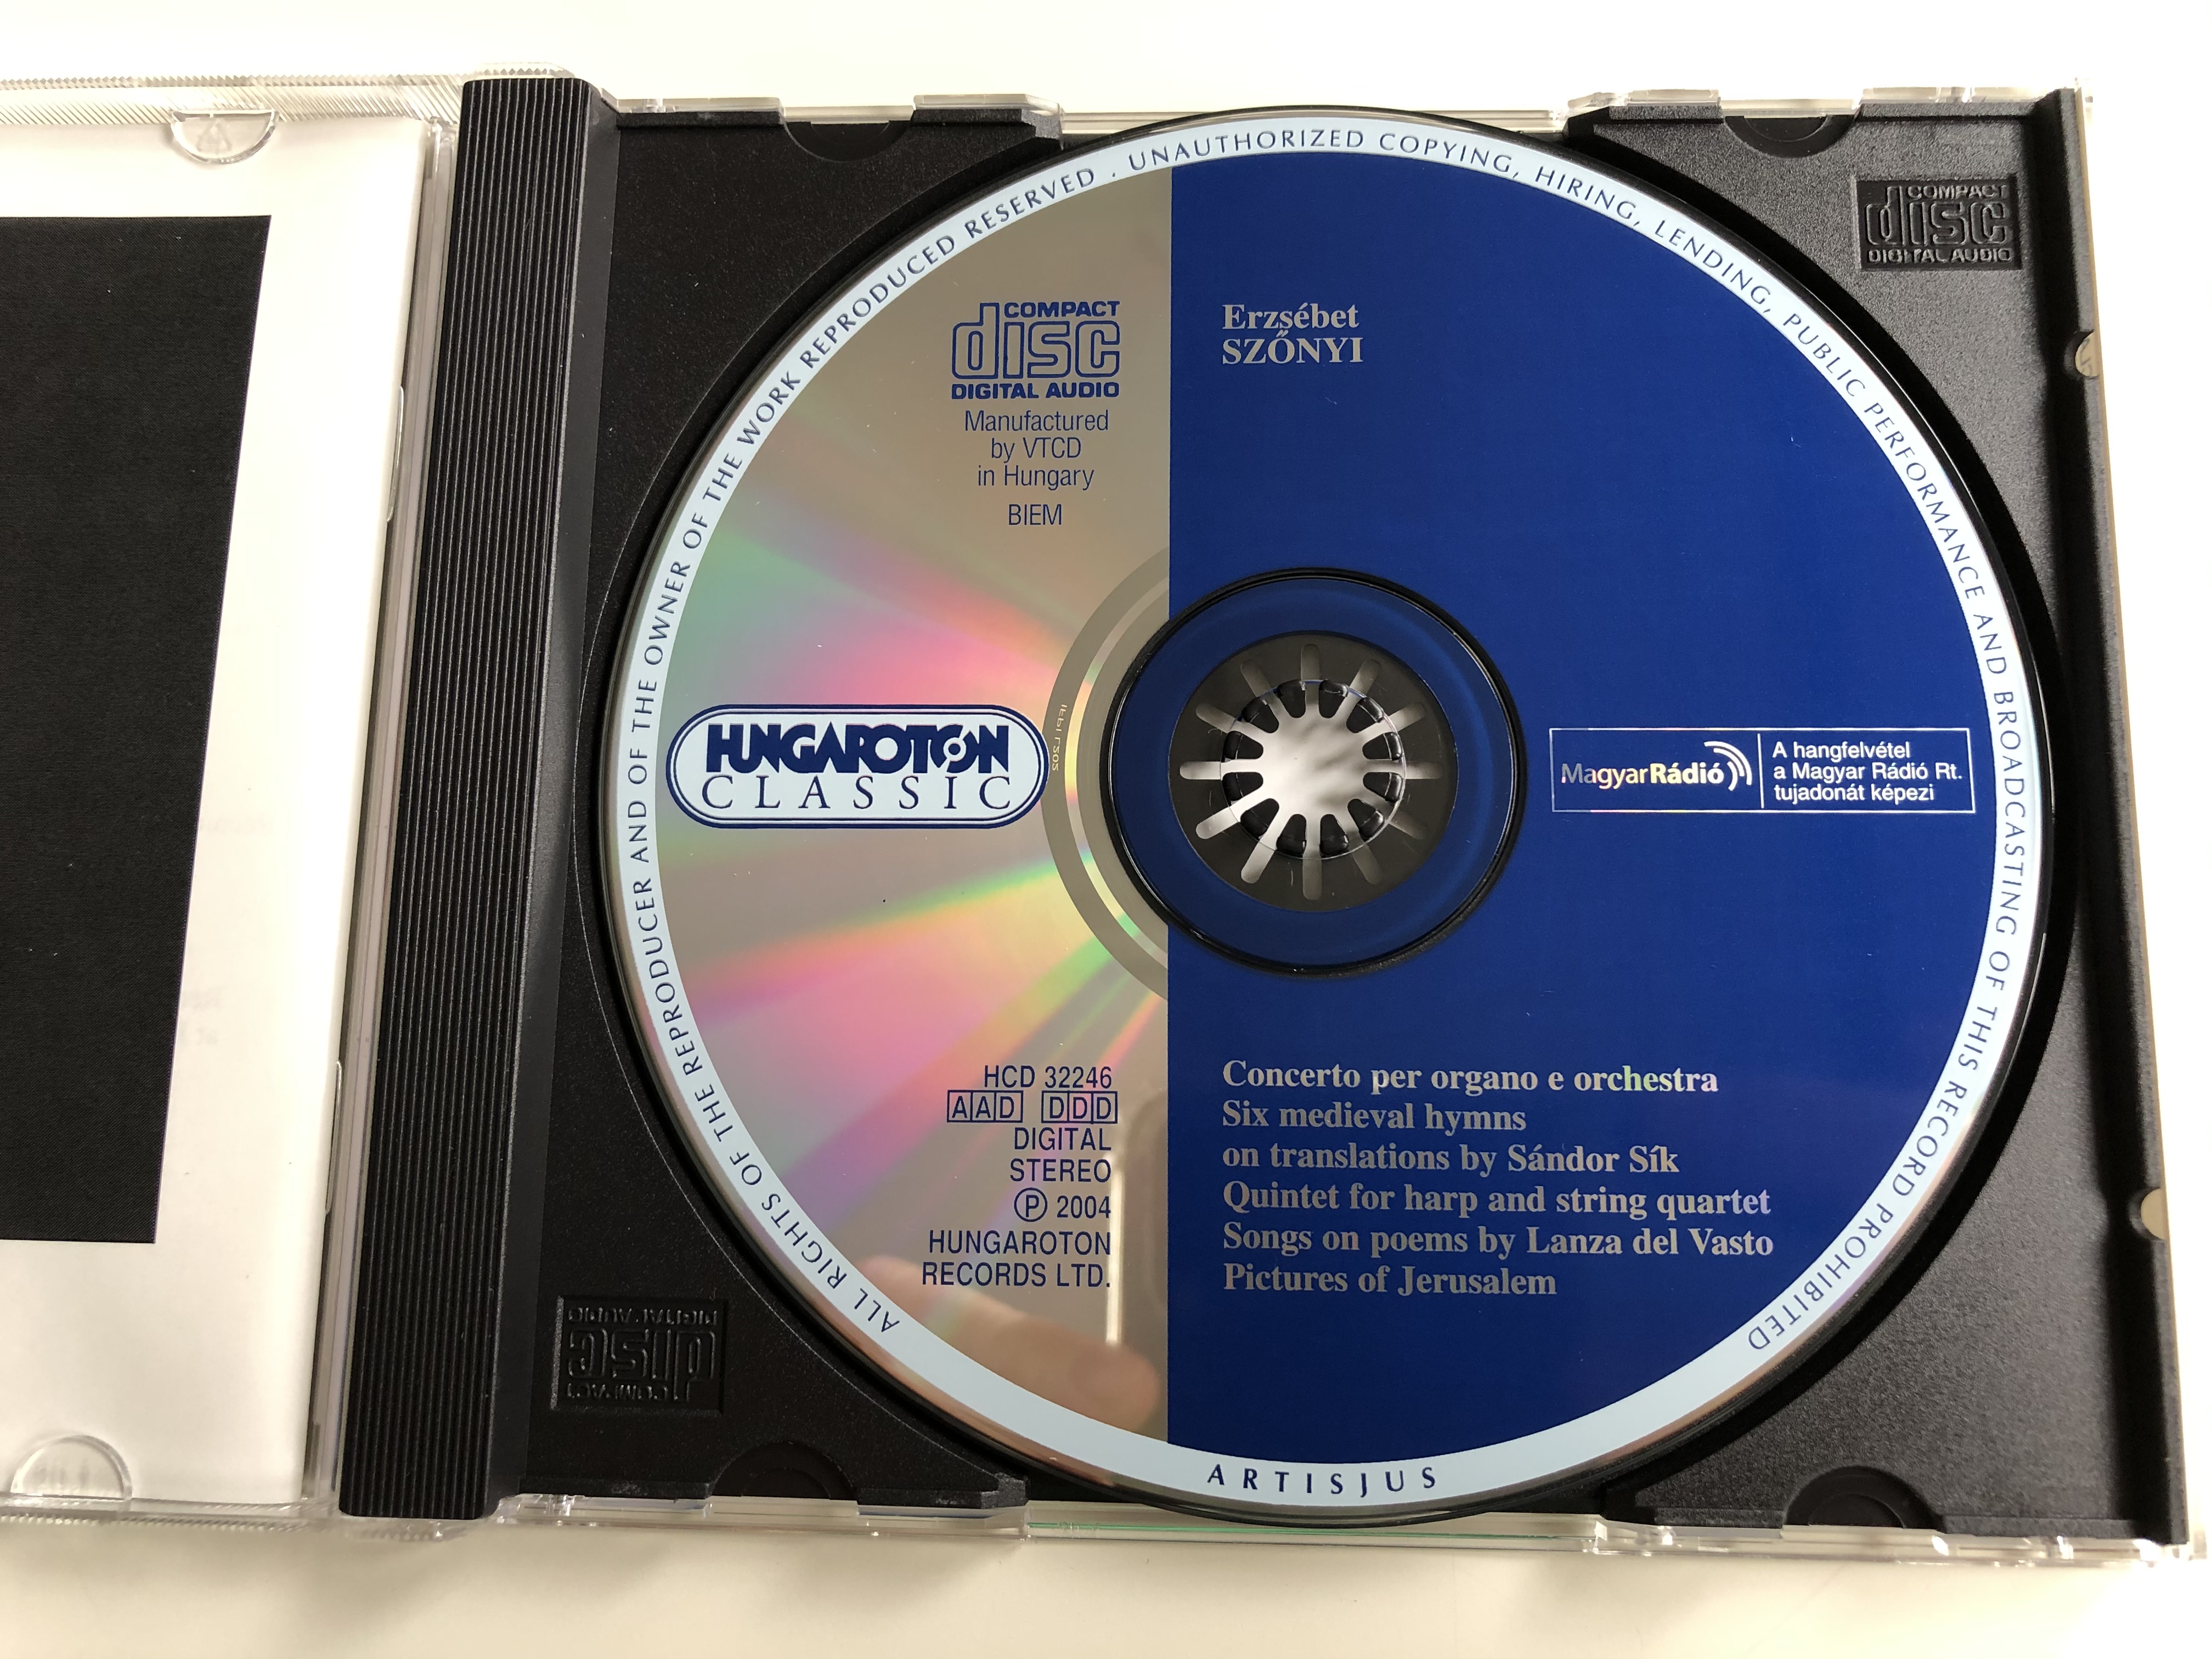 ALL RIGHTS OF THE REPRODUCER AND OF THE OWNER OF THE WORK REPRODUCED RESERVED . UNAUTHORIZED COPYING, HIRING, LENDING, PUBLIC PERFORMANCE AND BROADCASTING OF THIS RECORD PROHIBITED
COMPACT
disc
DIGITAL AUDIO
Manufactured
by VTCD
in Hungary
BIEM
Erzsébet
SZŐNYI
COMPACT
disc
DIGITAL AUDIO
HUNGAROTON
CLASSIC
MagyarRádió
A hangfelvétel
a Magyar Rádió Rt.
tujadonát képezi
HCD 32246
AAD DDD
DIGITAL
STEREO
Ⓟ 2004
HUNGAROTON
RECORDS LTD.
Concerto per organo e orchestra
Six medieval hymns
on translations by Sándor Sík
Quintet for harp and string quartet
Songs on poems by Lanza del Vasto
Pictures of Jerusalem
COMPACT
disc
DIGITAL AUDIO
ARTISJUS